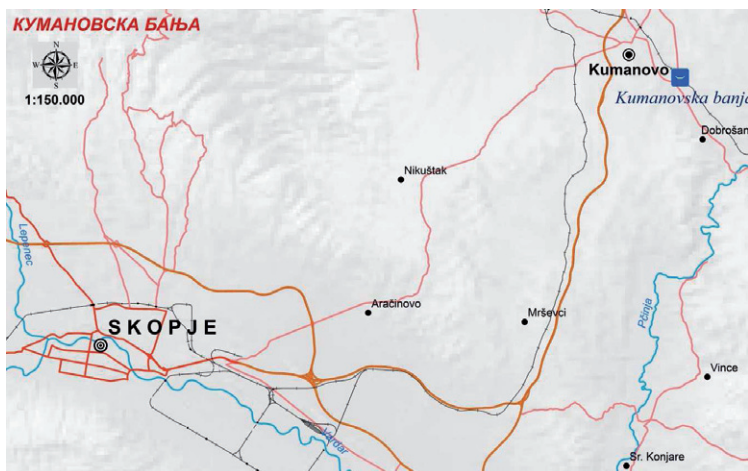 КУМАНОВСКА БАЊА
N
W E
S
1:150.000
Kumanovo
Kumanovska banja
Dobrošan
Nikuštak
Lepenec
Aračinovo
SKOPJE
Mrševci
Pčinja
Vince
Vardar
Sr. Konjare